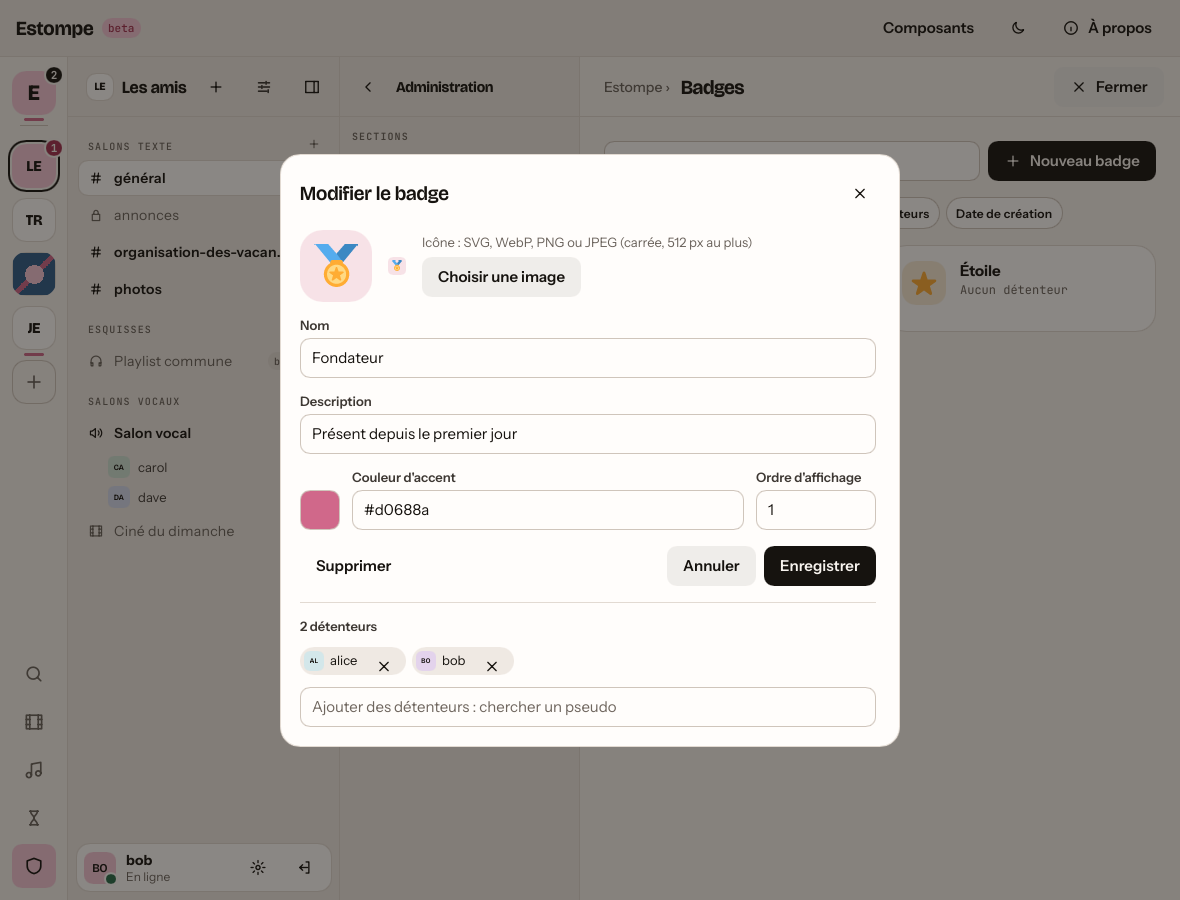 Estompe beta
Composants
À propos
E 2
LE Les amis
Administration
Estompe › Badges
Fermer
SECTIONS
SALONS TEXTE
Nouveau badge
LE 1
# général
TR
annonces
teurs
Date de création
# organisation-des-vacan.
# photos
Étoile
Aucun détenteur
JE
ESQUISSES
Playlist commune
SALONS VOCAUX
Salon vocal
CA carol
DA dave
Ciné du dimanche
BO bob
En ligne
Modifier le badge
Icône : SVG, WebP, PNG ou JPEG (carrée, 512 px au plus)
Choisir une image
Nom
Fondateur
Description
Présent depuis le premier jour
Couleur d'accent
Ordre d'affichage
#d0688a
1
Supprimer
Annuler
Enregistrer
2 détenteurs
AL alice
BO bob
Ajouter des détenteurs : chercher un pseudo